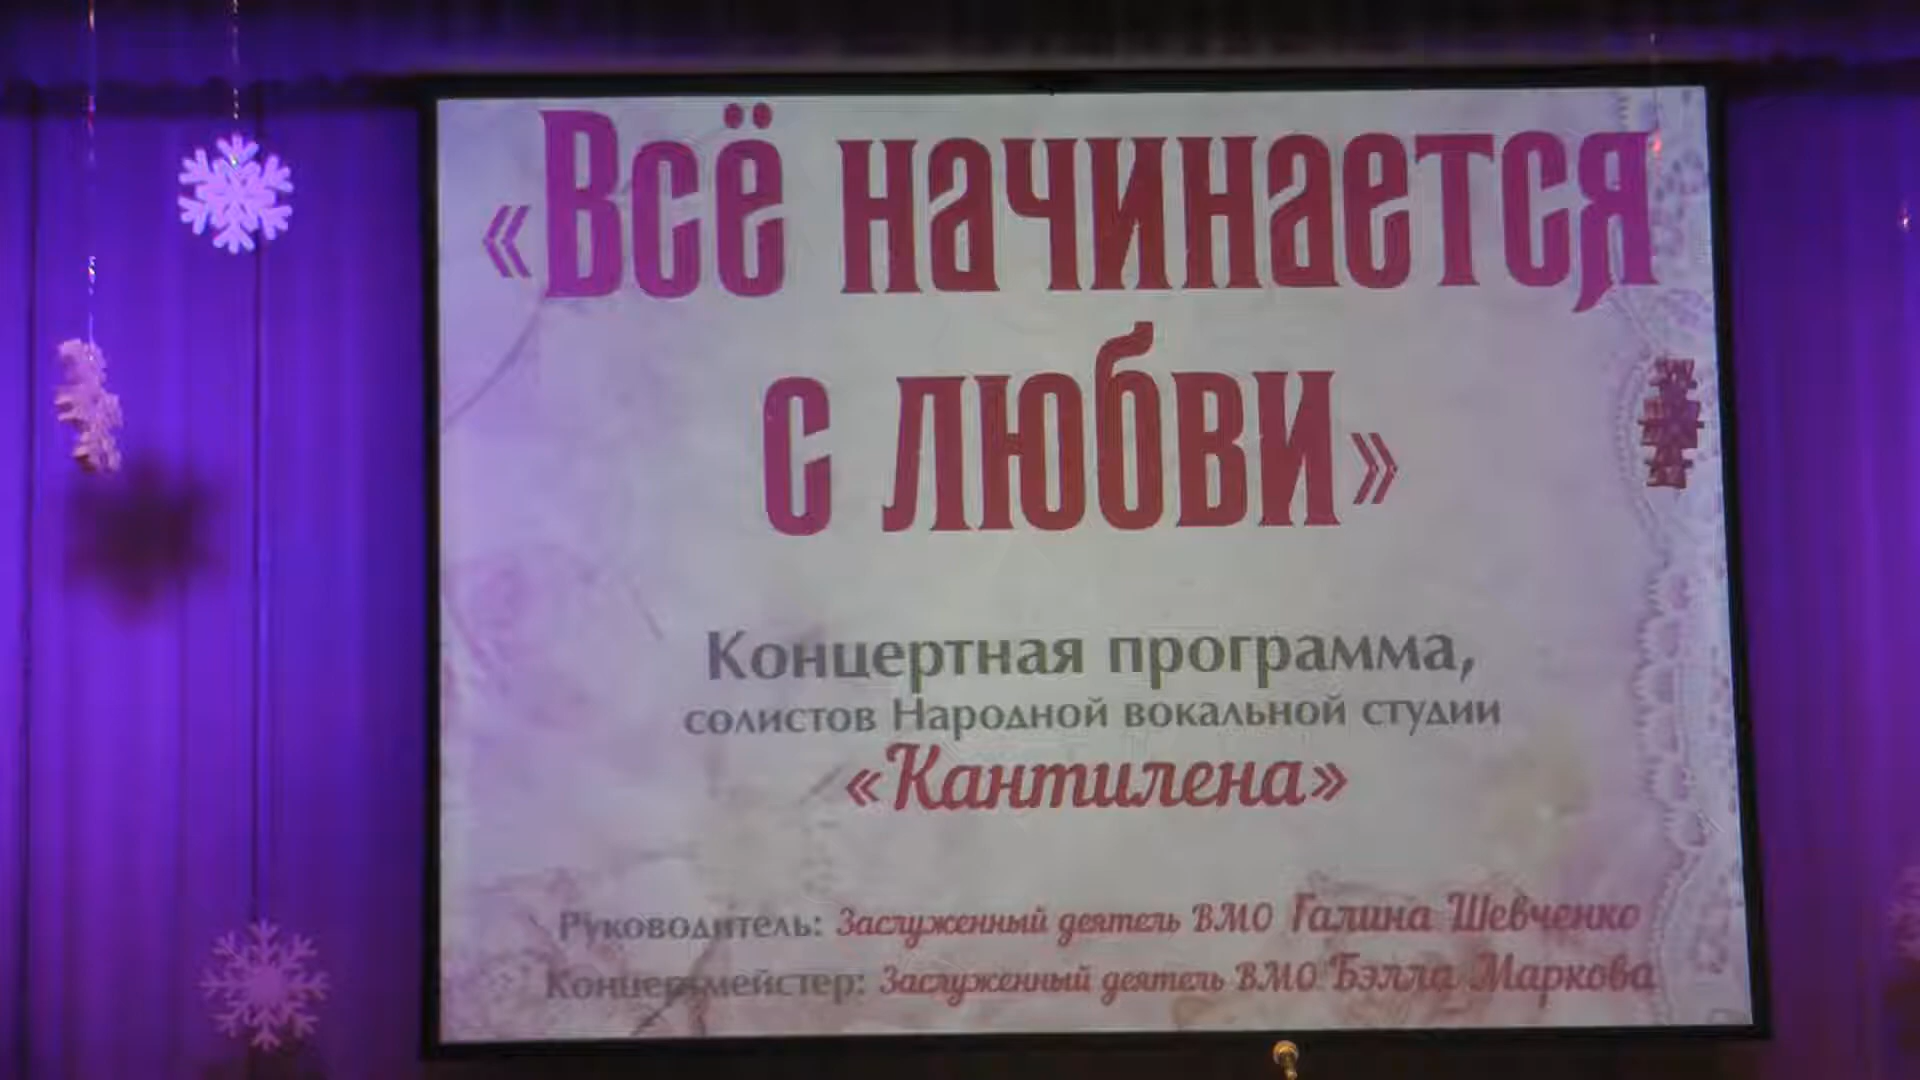 «Всё начинается
с любви»
Концертная программа,
солистов Народной вокальной студии
«Кантилена»
Руководитель: Заслуженный деятель ВМО Галина Шевченко
Концертмейстер: Заслуженный деятель ВМО Бэлла Маркова